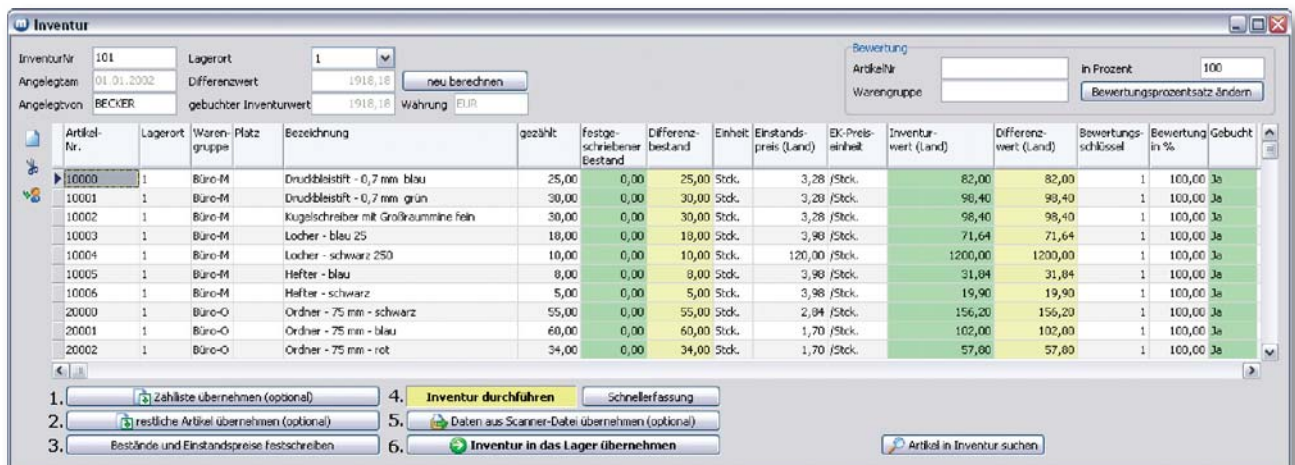 Inventur
InventurNr 101 Lagerort 1
Angelegtam 01.01.2002 Differenzwert 1918,18 neu berechnen
Angelegtvon BECKER gebuchter Inventurwert 1918,18 Währung EUR
Bewertung
ArtikelNr in Prozent 100
Warengruppe Bewertungsprozentsatz ändern
Artikel-Nr. Lagerort Waren-gruppe Platz Bezeichnung gezählt festge-schriebener Bestand Differenz-bestand Einheit Einstands-preis (Land) EK-Preis-einheit Inventur-wert (Land) Differenz-wert (Land) Bewertungs-schlüssel Bewertung in % Gebucht
10000 1 Büro-M Druckbleistift - 0,7 mm blau 25,00 0,00 25,00 Stck. 3,28 /Stck. 82,00 82,00 1 100,00 Ja
10001 1 Büro-M Druckbleistift - 0,7 mm grün 30,00 0,00 30,00 Stck. 3,28 /Stck. 98,40 98,40 1 100,00 Ja
10002 1 Büro-M Kugelschreiber mit Großraummine fein 30,00 0,00 30,00 Stck. 3,28 /Stck. 98,40 98,40 1 100,00 Ja
10003 1 Büro-M Locher - blau 25 18,00 0,00 18,00 Stck. 3,98 /Stck. 71,64 71,64 1 100,00 Ja
10004 1 Büro-M Locher - schwarz 250 10,00 0,00 10,00 Stck. 120,00 /Stck. 1200,00 1200,00 1 100,00 Ja
10005 1 Büro-M Hefter - blau 8,00 0,00 8,00 Stck. 3,98 /Stck. 31,84 31,84 1 100,00 Ja
10006 1 Büro-M Hefter - schwarz 5,00 0,00 5,00 Stck. 3,98 /Stck. 19,90 19,90 1 100,00 Ja
20000 1 Büro-O Ordner - 75 mm - schwarz 55,00 0,00 55,00 Stck. 2,84 /Stck. 156,20 156,20 1 100,00 Ja
20001 1 Büro-O Ordner - 75 mm - blau 60,00 0,00 60,00 Stck. 1,70 /Stck. 102,00 102,00 1 100,00 Ja
20002 1 Büro-O Ordner - 75 mm - rot 34,00 0,00 34,00 Stck. 1,70 /Stck. 57,80 57,80 1 100,00 Ja
1. Zählliste übernehmen (optional) 4. Inventur durchführen Schnellerfassung
2. restliche Artikel übernehmen (optional) 5. Daten aus Scanner-Datei übernehmen (optional)
3. Bestände und Einstandspreise festschreiben 6. Inventur in das Lager übernehmen Artikel in Inventur suchen